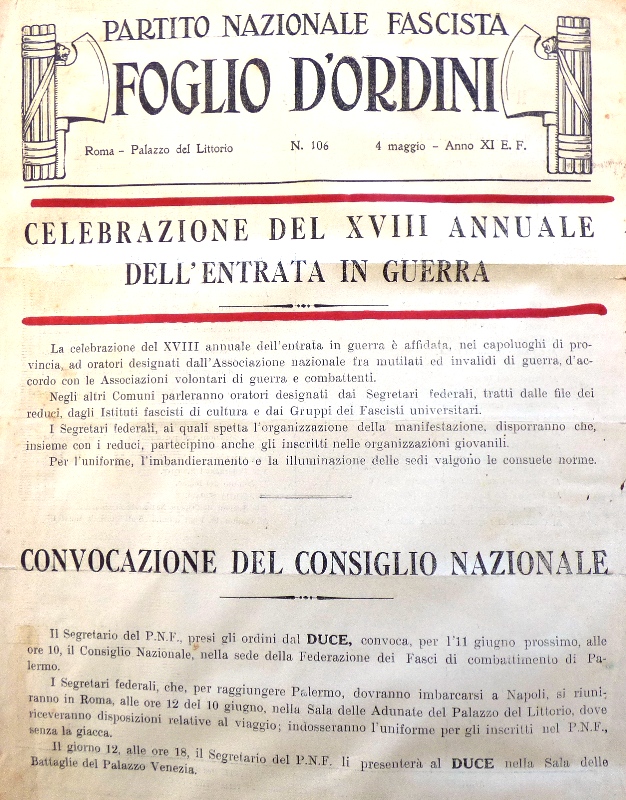 PARTITO NAZIONALE FASCISTA
FOGLIO D'ORDINI
Roma - Palazzo del Littorio N. 106 4 maggio - Anno XI E. F.
CELEBRAZIONE DEL XVIII ANNUALE
DELL'ENTRATA IN GUERRA
La celebrazione del XVIII annuale dell'entrata in guerra è affidata, nei capoluoghi di pro-
vincia, ad oratori designati dall'Associazione nazionale fra mutilati ed invalidi di guerra, d'ac-
cordo con le Associazioni volontari di guerra e combattenti.
Negli altri Comuni parleranno oratori designati dai Segretari federali, tratti dalle file dei
reduci, dagli Istituti fascisti di cultura e dai Gruppi dei Fascisti universitari.
I Segretari federali, ai quali spetta l'organizzazione della manifestazione, disporranno che,
insieme con i reduci, partecipino anche gli inscritti nelle organizzazioni giovanili.
Per l'uniforme, l'imbandieramento e la illuminazione delle sedi valgono le consuete norme.
CONVOCAZIONE DEL CONSIGLIO NAZIONALE
Il Segretario del P.N.F., presi gli ordini dal DUCE, convoca, per l'11 giugno prossimo, alle
ore 10, il Consiglio Nazionale, nella sede della Federazione dei Fasci di combattimento di Pa-
lermo.
I Segretari federali, che, per raggiungere Palermo, dovranno imbarcarsi a Napoli, si riuni-
ranno in Roma, alle ore 12 del 10 giugno, nella Sala delle Adunate del Palazzo del Littorio, dove
riceveranno disposizioni relative al viaggio; indosseranno l'uniforme per gli inscritti nel P.N.F.,
senza la giacca.
Il giorno 12, alle ore 18, il Segretario del P.N.F. li presenterà al DUCE nella Sala delle
Battaglie del Palazzo Venezia.